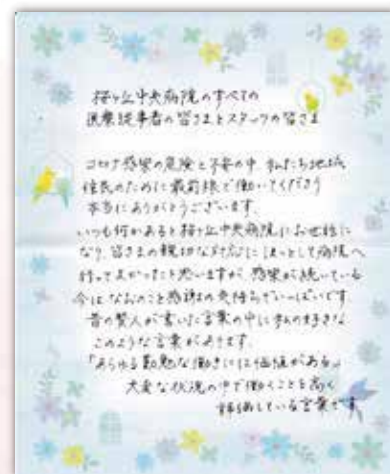 桜ヶ丘中央病院のすべての
医療従事者の皆さまとスタッフの皆さま
コロナ感染の危険と不安の中、私たち地域
住民のために最前線で働いてくださり
本当にありがとうございます。
いつも何かあると桜ヶ丘中央病院にお世話に
なり、皆さまの親切な対応にほっとして病院へ
行ってよかったと思いますが、感染が続いている
今は、なおのこと感謝の気持ちでいっぱいです。
昔の賢人が書いた言葉の中に私の好きな
このような言葉があります。
「あらゆる勤勉な働きには価値がある。」
大変な状況の中で働くことを高く
評価している言葉です